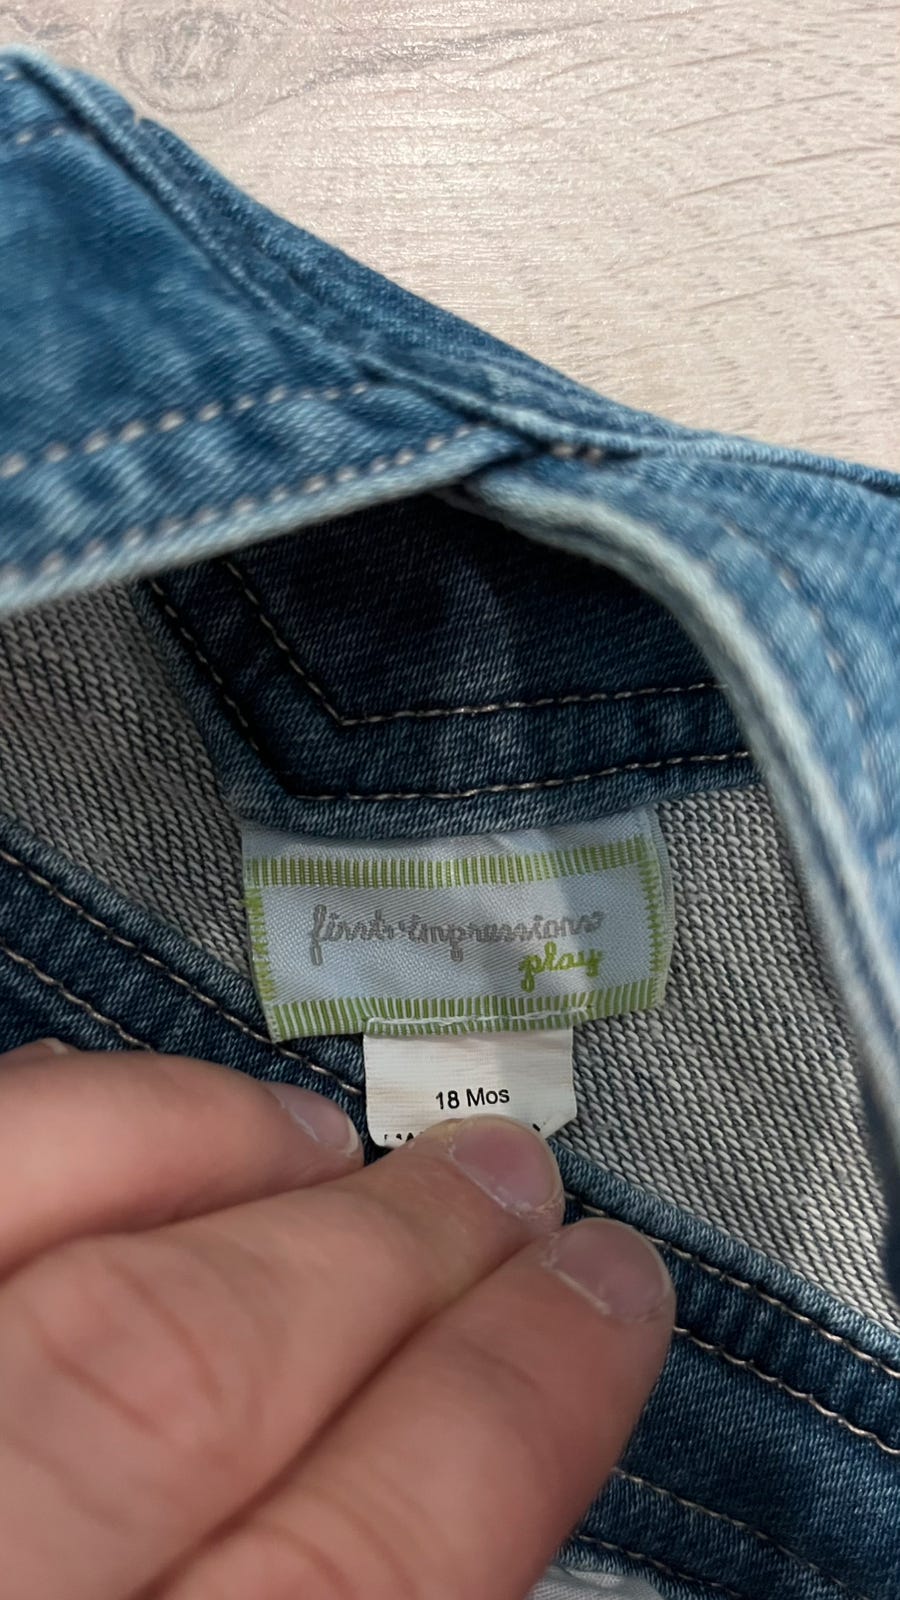 first impressions
play
18 Mos